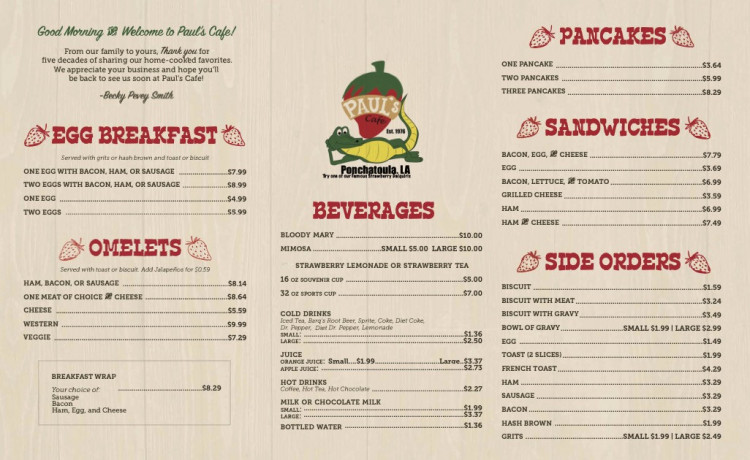 Good Morning & Welcome to Paul's Cafe!
From our family to yours, Thank you for
five decades of sharing our home-cooked favorites.
We appreciate your business and hope you'll
be back to see us soon at Paul's Cafe!
-Becky Pevey Smith
EGG BREAKFAST
Served with grits or hash brown and toast or biscuit
ONE EGG WITH BACON, HAM, OR SAUSAGE $7.99
TWO EGGS WITH BACON, HAM, OR SAUSAGE $8.99
ONE EGG $4.99
TWO EGGS $5.99
OMELETS
Served with toast or biscuit. Add Jalapeños for $0.59
HAM, BACON, OR SAUSAGE $8.14
ONE MEAT OF CHOICE & CHEESE $8.64
CHEESE $5.59
WESTERN $9.99
VEGGIE $7.29
BREAKFAST WRAP
Your choice of: $8.29
Sausage
Bacon
Ham, Egg, and Cheese
PAUL's
Cafe
Est. 1970
Ponchatoula, LA
Try one of our Famous Strawberry Daiquiris
BEVERAGES
BLOODY MARY $10.00
MIMOSA SMALL $5.00 LARGE $10.00
STRAWBERRY LEMONADE OR STRAWBERRY TEA
16 OZ SOUVENIR CUP $5.00
32 OZ SPORTS CUP $7.00
COLD DRINKS
Iced Tea, Barq's Root Beer, Sprite, Coke, Diet Coke,
Dr. Pepper, Diet Dr. Pepper, Lemonade
SMALL: $1.36
LARGE: $2.50
JUICE
ORANGE JUICE: Small....$1.99 Large..$3.37
APPLE JUICE: $2.73
HOT DRINKS
Coffee, Hot Tea, Hot Chocolate $2.27
MILK OR CHOCOLATE MILK
SMALL: $1.99
LARGE: $3.37
BOTTLED WATER $1.36
PANCAKES
ONE PANCAKE $3.64
TWO PANCAKES $5.99
THREE PANCAKES $8.29
SANDWICHES
BACON, EGG, & CHEESE $7.79
EGG $3.69
BACON, LETTUCE, & TOMATO $6.99
GRILLED CHEESE $3.59
HAM $6.99
HAM & CHEESE $7.49
SIDE ORDERS
BISCUIT $1.59
BISCUIT WITH MEAT $3.24
BISCUIT WITH GRAVY $3.49
BOWL OF GRAVY SMALL $1.99 | LARGE $2.99
EGG $1.49
TOAST (2 SLICES) $1.99
FRENCH TOAST $4.29
HAM $3.29
SAUSAGE $3.29
BACON $3.29
HASH BROWN $1.99
GRITS SMALL $1.99 | LARGE $2.49